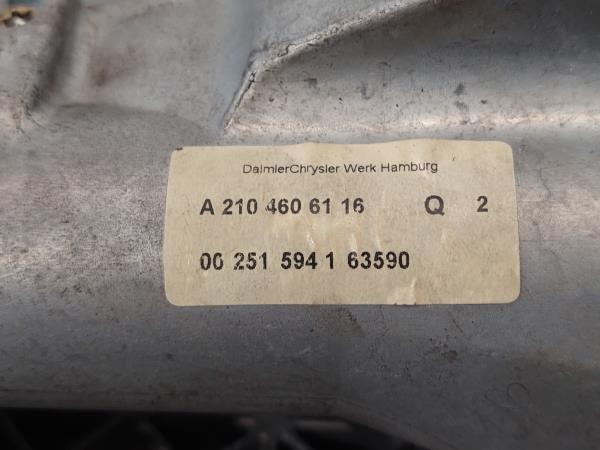 DaimlerChrysler Werk Hamburg
A 210 460 61 16 Q 2
00 251 594 1 63590